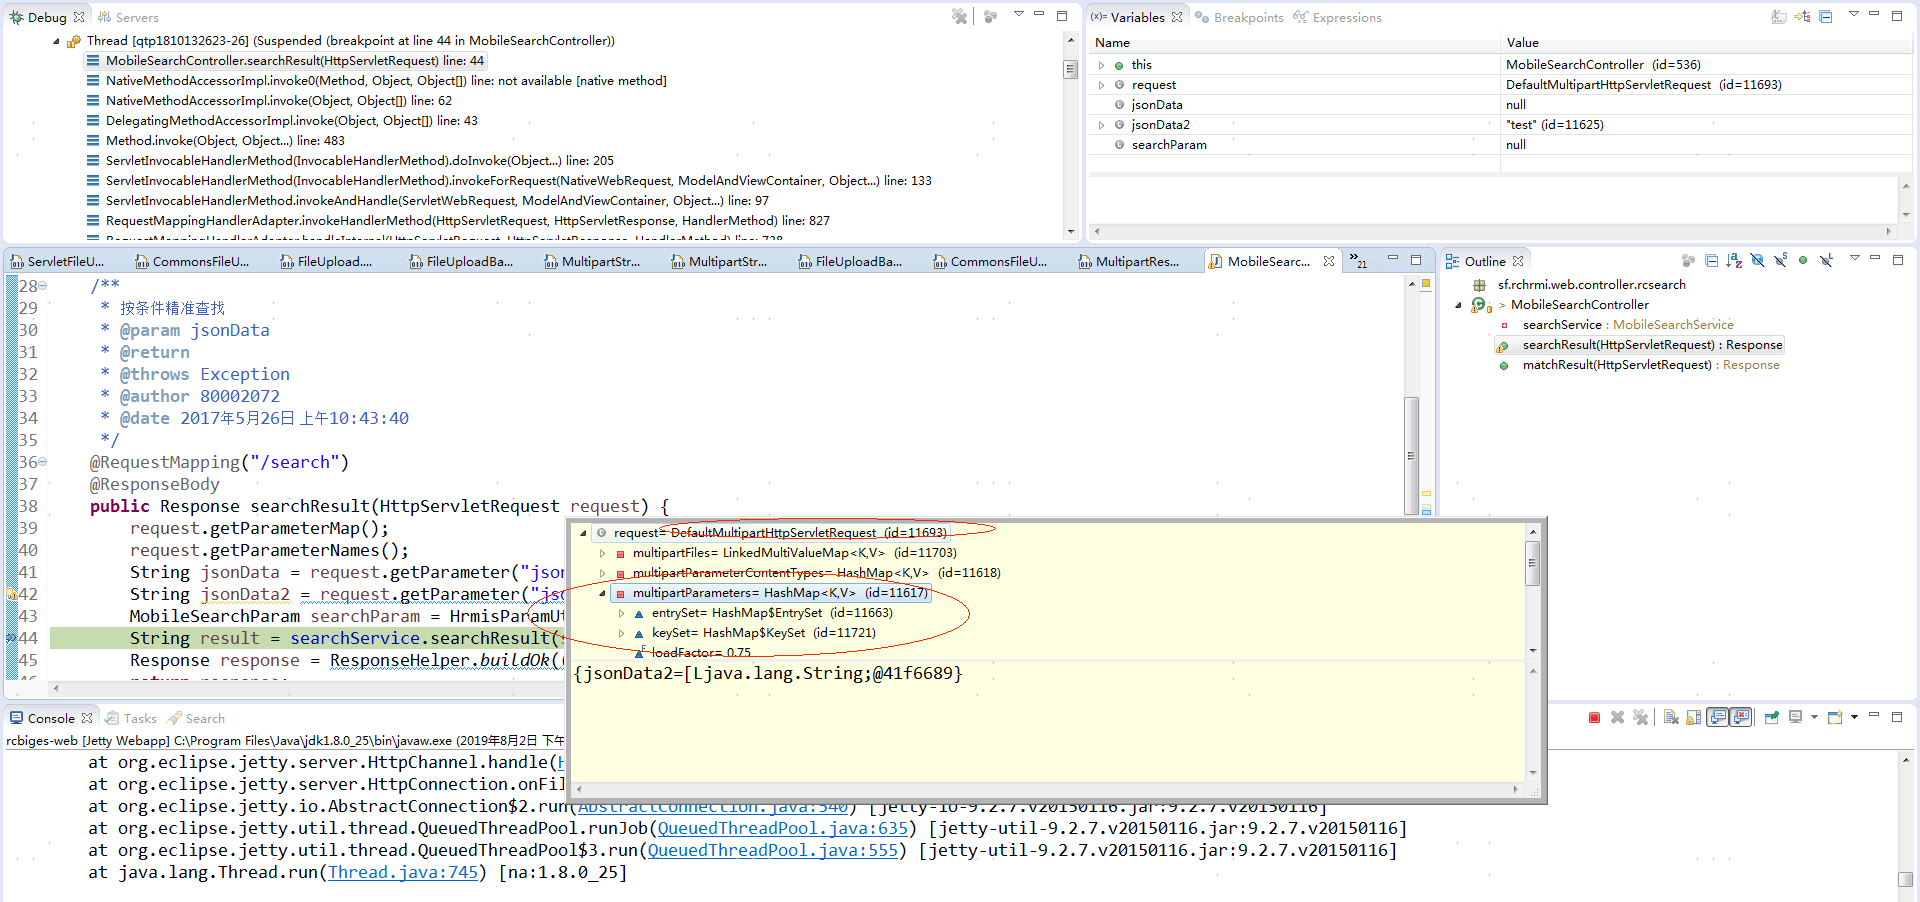 Debug Servers
Thread [qtp1810132623-26] (Suspended (breakpoint at line 44 in MobileSearchController))
MobileSearchController.searchResult(HttpServletRequest) line: 44
NativeMethodAccessorImpl.invoke0(Method, Object, Object[]) line: not available [native method]
NativeMethodAccessorImpl.invoke(Object, Object[]) line: 62
DelegatingMethodAccessorImpl.invoke(Object, Object[]) line: 43
Method.invoke(Object, Object...) line: 483
ServletInvocableHandlerMethod(InvocableHandlerMethod).doInvoke(Object...) line: 205
ServletInvocableHandlerMethod(InvocableHandlerMethod).invokeForRequest(NativeWebRequest, ModelAndViewContainer, Object...) line: 133
ServletInvocableHandlerMethod.invokeAndHandle(ServletWebRequest, ModelAndViewContainer, Object...) line: 97
RequestMappingHandlerAdapter.invokeHandlerMethod(HttpServletRequest, HttpServletResponse, HandlerMethod) line: 827
(x)= Variables Breakpoints Expressions
Name Value
this MobileSearchController (id=536)
request DefaultMultipartHttpServletRequest (id=11693)
jsonData null
jsonData2 "test" (id=11625)
searchParam null
ServletFileU... CommonsFileU... FileUpload.... FileUploadBa... MultipartStr... MultipartStr... FileUploadBa... CommonsFileU... MultipartRes... MobileSearc... »21
28 /**
29 * 按条件精准查找
30 * @param jsonData
31 * @return
32 * @throws Exception
33 * @author 80002072
34 * @date 2017年5月26日 上午10:43:40
35 */
36 @RequestMapping("/search")
37 @ResponseBody
38 public Response searchResult(HttpServletRequest request) {
39 request.getParameterMap();
40 request.getParameterNames();
41 String jsonData = request.getParameter("jsor
42 String jsonData2 = request.getParameter("jso
43 MobileSearchParam searchParam = HrmisParamUt
44 String result = searchService.searchResult(s
45 Response response = ResponseHelper.buildOk((
request= DefaultMultipartHttpServletRequest (id=11693)
multipartFiles= LinkedMultiValueMap<K,V> (id=11703)
multipartParameterContentTypes= HashMap<K,V> (id=11618)
multipartParameters= HashMap<K,V> (id=11617)
entrySet= HashMap$EntrySet (id=11663)
keySet= HashMap$KeySet (id=11721)
loadFactor= 0.75
{jsonData2=[Ljava.lang.String;@41f6689}
Outline
sf.rchrmi.web.controller.rcsearch
> MobileSearchController
searchService : MobileSearchService
searchResult(HttpServletRequest) : Response
matchResult(HttpServletRequest) : Response
Console Tasks Search
rcbiges-web [Jetty Webapp] C:\Program Files\Java\jdk1.8.0_25\bin\javaw.exe (2019年8月2日 下午
at org.eclipse.jetty.server.HttpChannel.handle(H
at org.eclipse.jetty.server.HttpConnection.onFil
at org.eclipse.jetty.io.AbstractConnection$2.run(AbstractConnection.java:540) [jetty-io-9.2.7.v20150116.jar:9.2.7.v20150116]
at org.eclipse.jetty.util.thread.QueuedThreadPool.runJob(QueuedThreadPool.java:635) [jetty-util-9.2.7.v20150116.jar:9.2.7.v20150116]
at org.eclipse.jetty.util.thread.QueuedThreadPool$3.run(QueuedThreadPool.java:555) [jetty-util-9.2.7.v20150116.jar:9.2.7.v20150116]
at java.lang.Thread.run(Thread.java:745) [na:1.8.0_25]